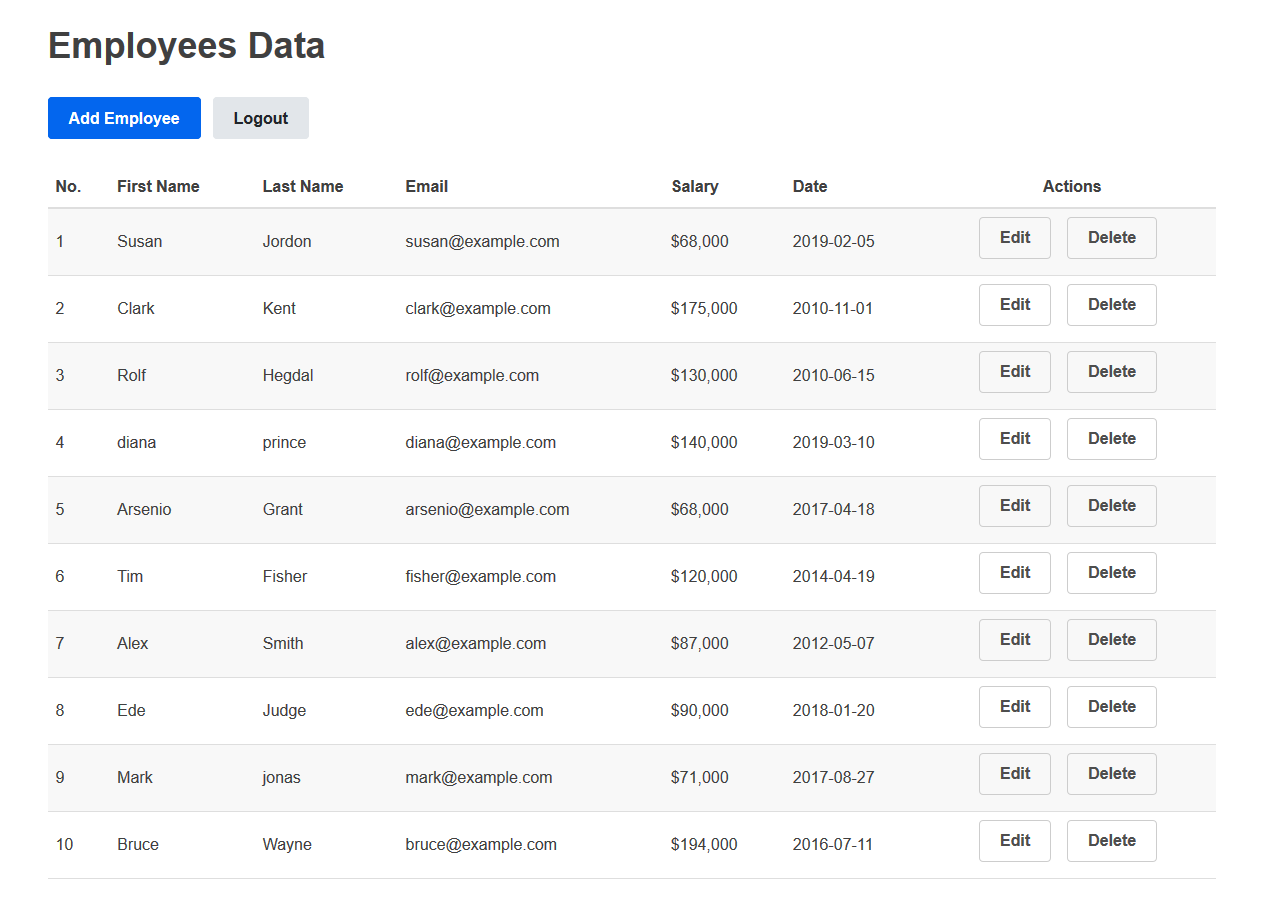 Employees Data
Add Employee Logout
No. First Name Last Name Email Salary Date Actions
1 Susan Jordon susan@example.com $68,000 2019-02-05 Edit Delete
2 Clark Kent clark@example.com $175,000 2010-11-01 Edit Delete
3 Rolf Hegdal rolf@example.com $130,000 2010-06-15 Edit Delete
4 diana prince diana@example.com $140,000 2019-03-10 Edit Delete
5 Arsenio Grant arsenio@example.com $68,000 2017-04-18 Edit Delete
6 Tim Fisher fisher@example.com $120,000 2014-04-19 Edit Delete
7 Alex Smith alex@example.com $87,000 2012-05-07 Edit Delete
8 Ede Judge ede@example.com $90,000 2018-01-20 Edit Delete
9 Mark jonas mark@example.com $71,000 2017-08-27 Edit Delete
10 Bruce Wayne bruce@example.com $194,000 2016-07-11 Edit Delete